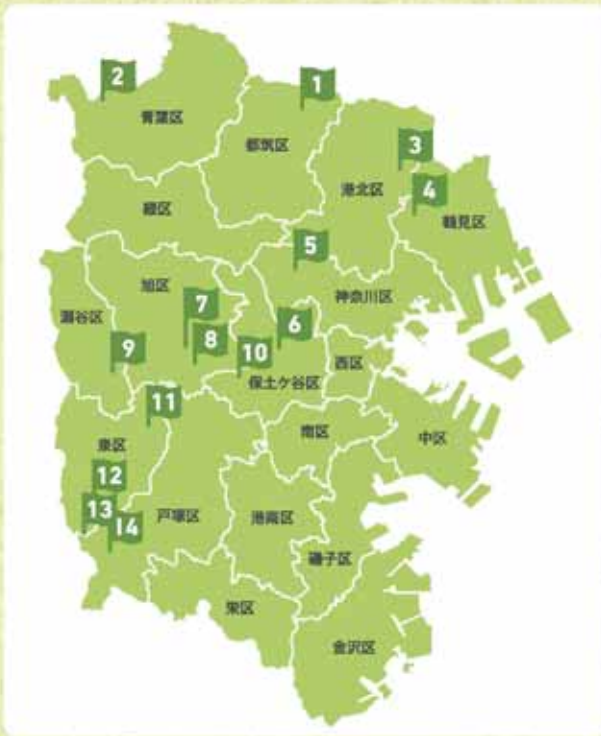 2
1
青葉区
都筑区
3
港北区
4
緑区
鶴見区
5
旭区
神奈川区
7
瀬谷区
6
8
9
10
西区
保土ケ谷区
11
南区
中区
泉区
12
13
戸塚区
港南区
14
磯子区
栄区
金沢区